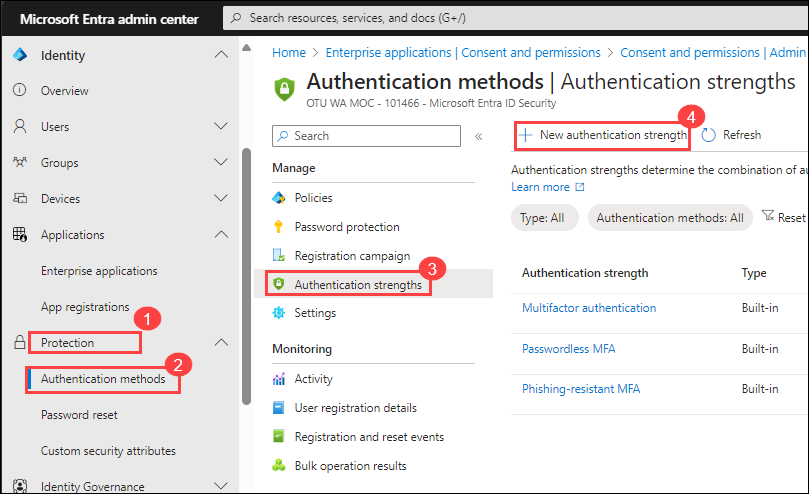 Microsoft Entra admin center
Search resources, services, and docs (G+/)
Identity
Overview
Users
Groups
Devices
Applications
Enterprise applications
App registrations
1
Protection
2
Authentication methods
Password reset
Custom security attributes
Identity Governance
Home > Enterprise applications | Consent and permissions > Consent and permissions | Admin
Authentication methods | Authentication strengths
OTU WA MOC - 101466 - Microsoft Entra ID Security
Search
«
Manage
Policies
Password protection
Registration campaign
3
Authentication strengths
Settings
Monitoring
Activity
User registration details
Registration and reset events
Bulk operation results
4
+ New authentication strength
Refresh
Authentication strengths determine the combination of au
Learn more
Type: All
Authentication methods: All
Reset
Authentication strength Type
Multifactor authentication Built-in
Passwordless MFA Built-in
Phishing-resistant MFA Built-in